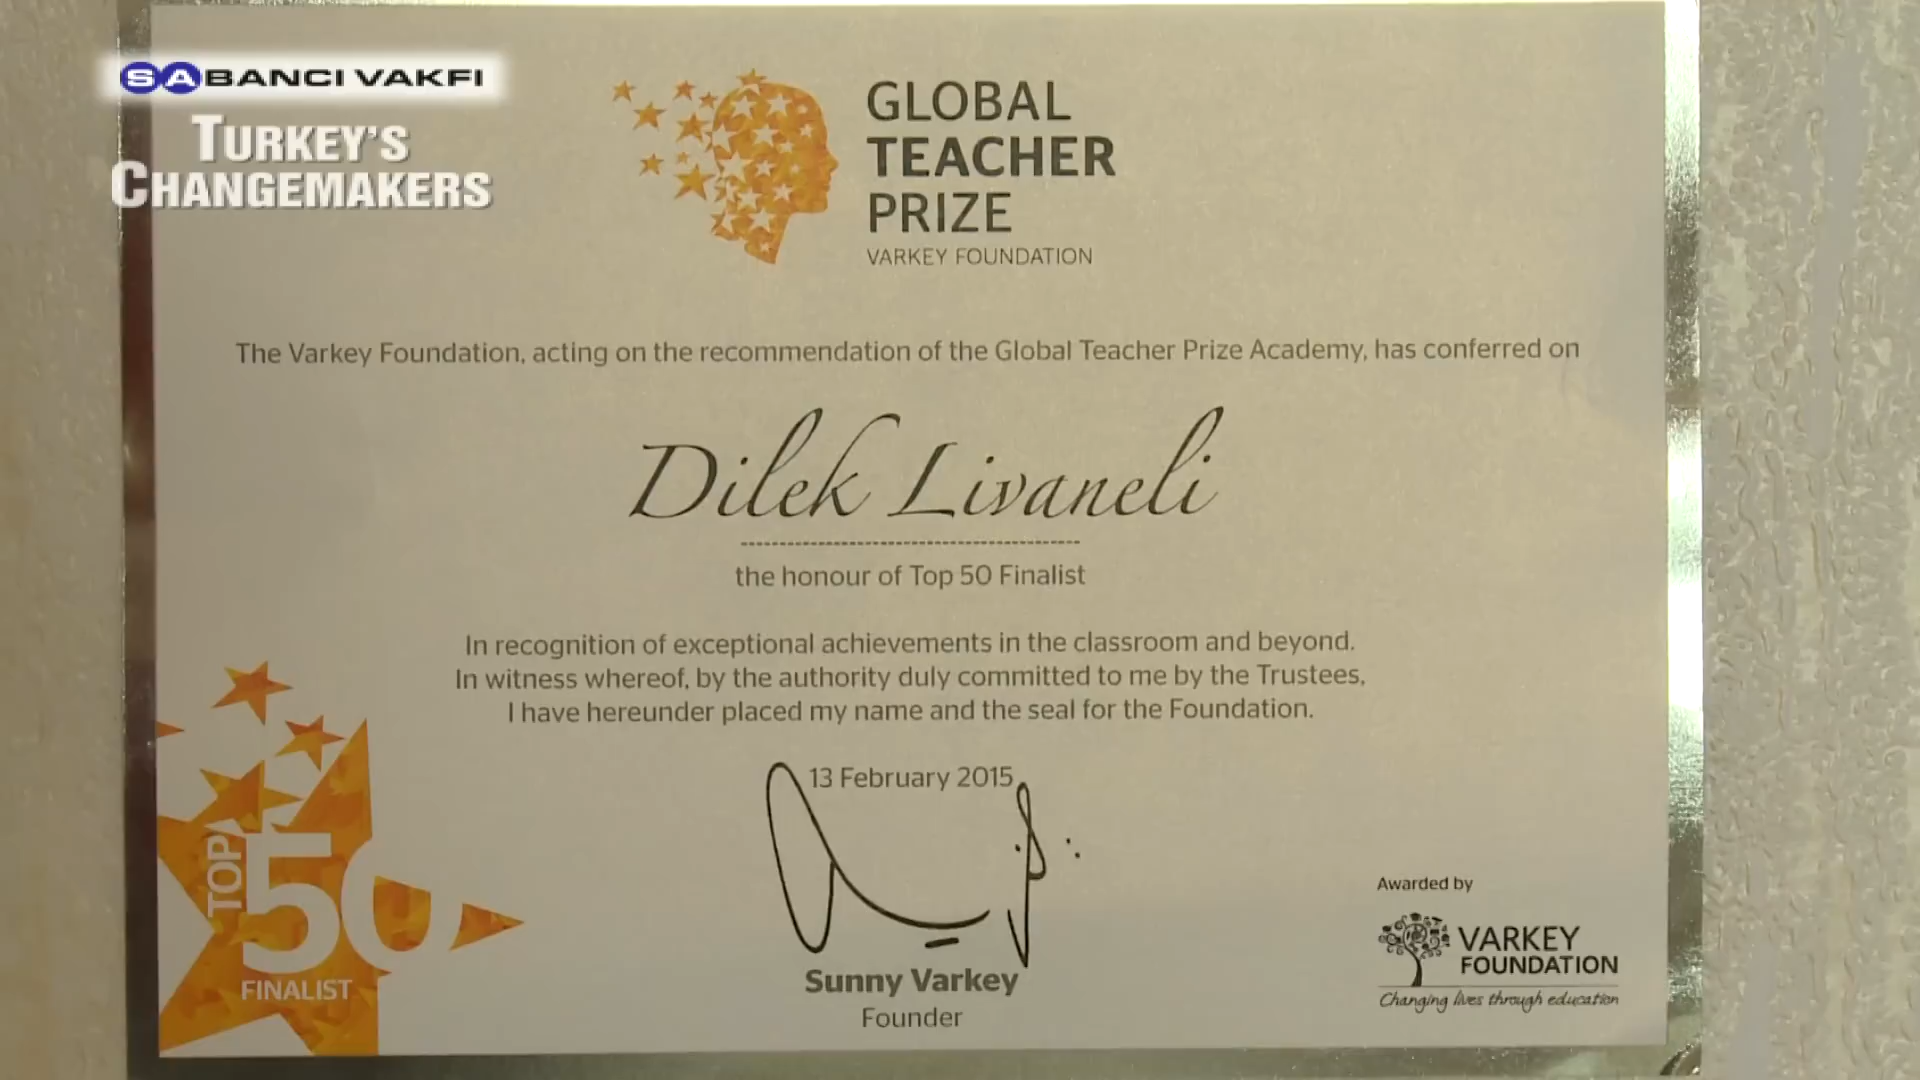 SABANCI VAKFI
TURKEY'S
CHANGEMAKERS
GLOBAL
TEACHER
PRIZE
VARKEY FOUNDATION
The Varkey Foundation, acting on the recommendation of the Global Teacher Prize Academy, has conferred on
Dilek Livaneli
the honour of Top 50 Finalist
In recognition of exceptional achievements in the classroom and beyond.
In witness whereof, by the authority duly committed to me by the Trustees,
I have hereunder placed my name and the seal for the Foundation.
13 February 2015
Sunny Varkey
Founder
TOP
50
FINALIST
Awarded by
VARKEY
FOUNDATION
Changing lives through education